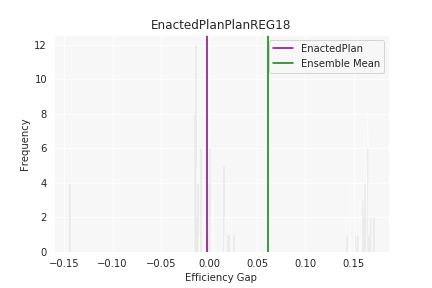 EnactedPlanPlanREG18
EnactedPlan
Ensemble Mean
12
10
8
6
4
2
0
Frequency
−0.15 −0.10 −0.05 0.00 0.05 0.10 0.15
Efficiency Gap